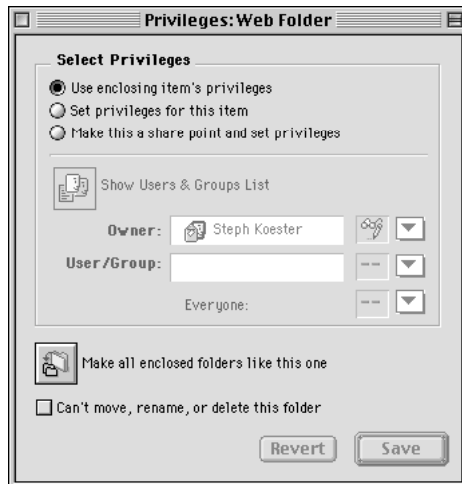 Privileges: Web Folder
Select Privileges
Use enclosing item's privileges
Set privileges for this item
Make this a share point and set privileges
Show Users & Groups List
Owner: Steph Koester
User/Group: --
Everyone: --
Make all enclosed folders like this one
Can't move, rename, or delete this folder
Revert Save